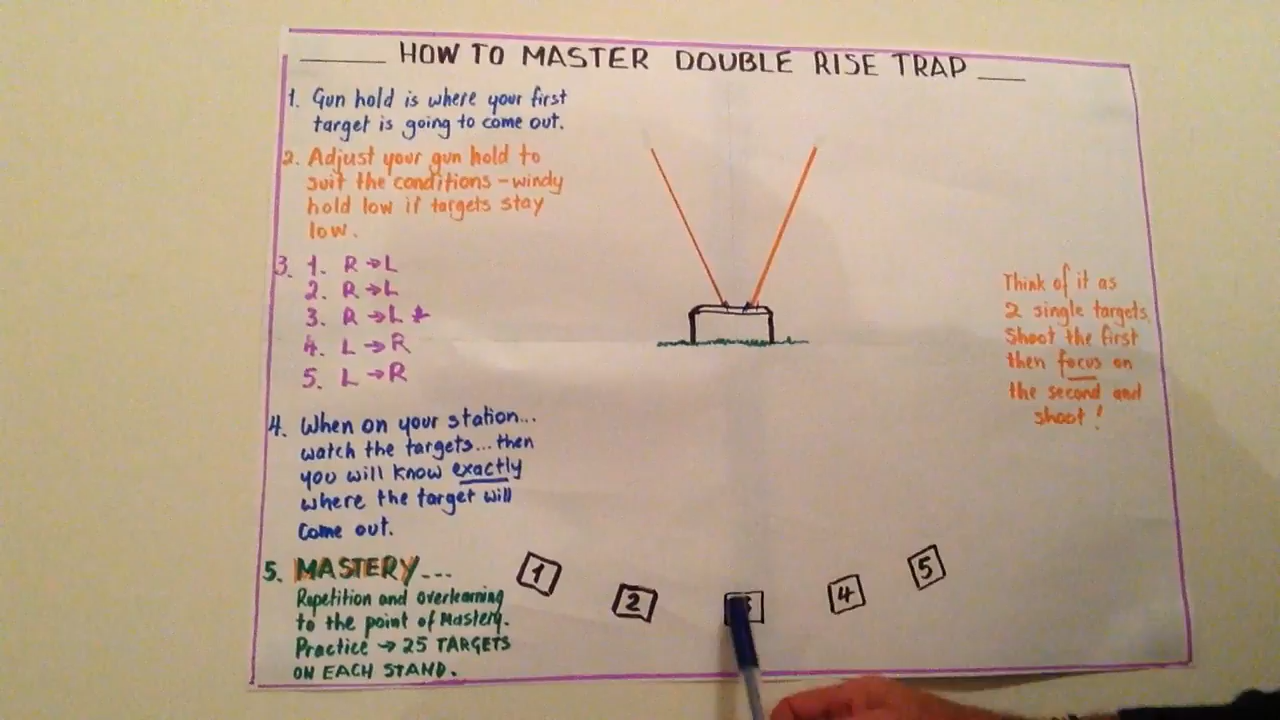 HOW TO MASTER DOUBLE RISE TRAP
1. Gun hold is where your first
target is going to come out.
2. Adjust your gun hold to
suit the conditions - windy
hold low if targets stay
low.
3. 1. R → L
2. R → L
3. R → L *
4. L → R
5. L → R
4. When on your station...
watch the targets... then
you will know exactly
where the target will
come out.
5. MASTERY...
Repetition and overlearning
to the point of Mastery.
Practice → 25 TARGETS
ON EACH STAND.
Think of it as
2 single targets,
shoot the first
then focus on
the second and
shoot!
1
2
4
5